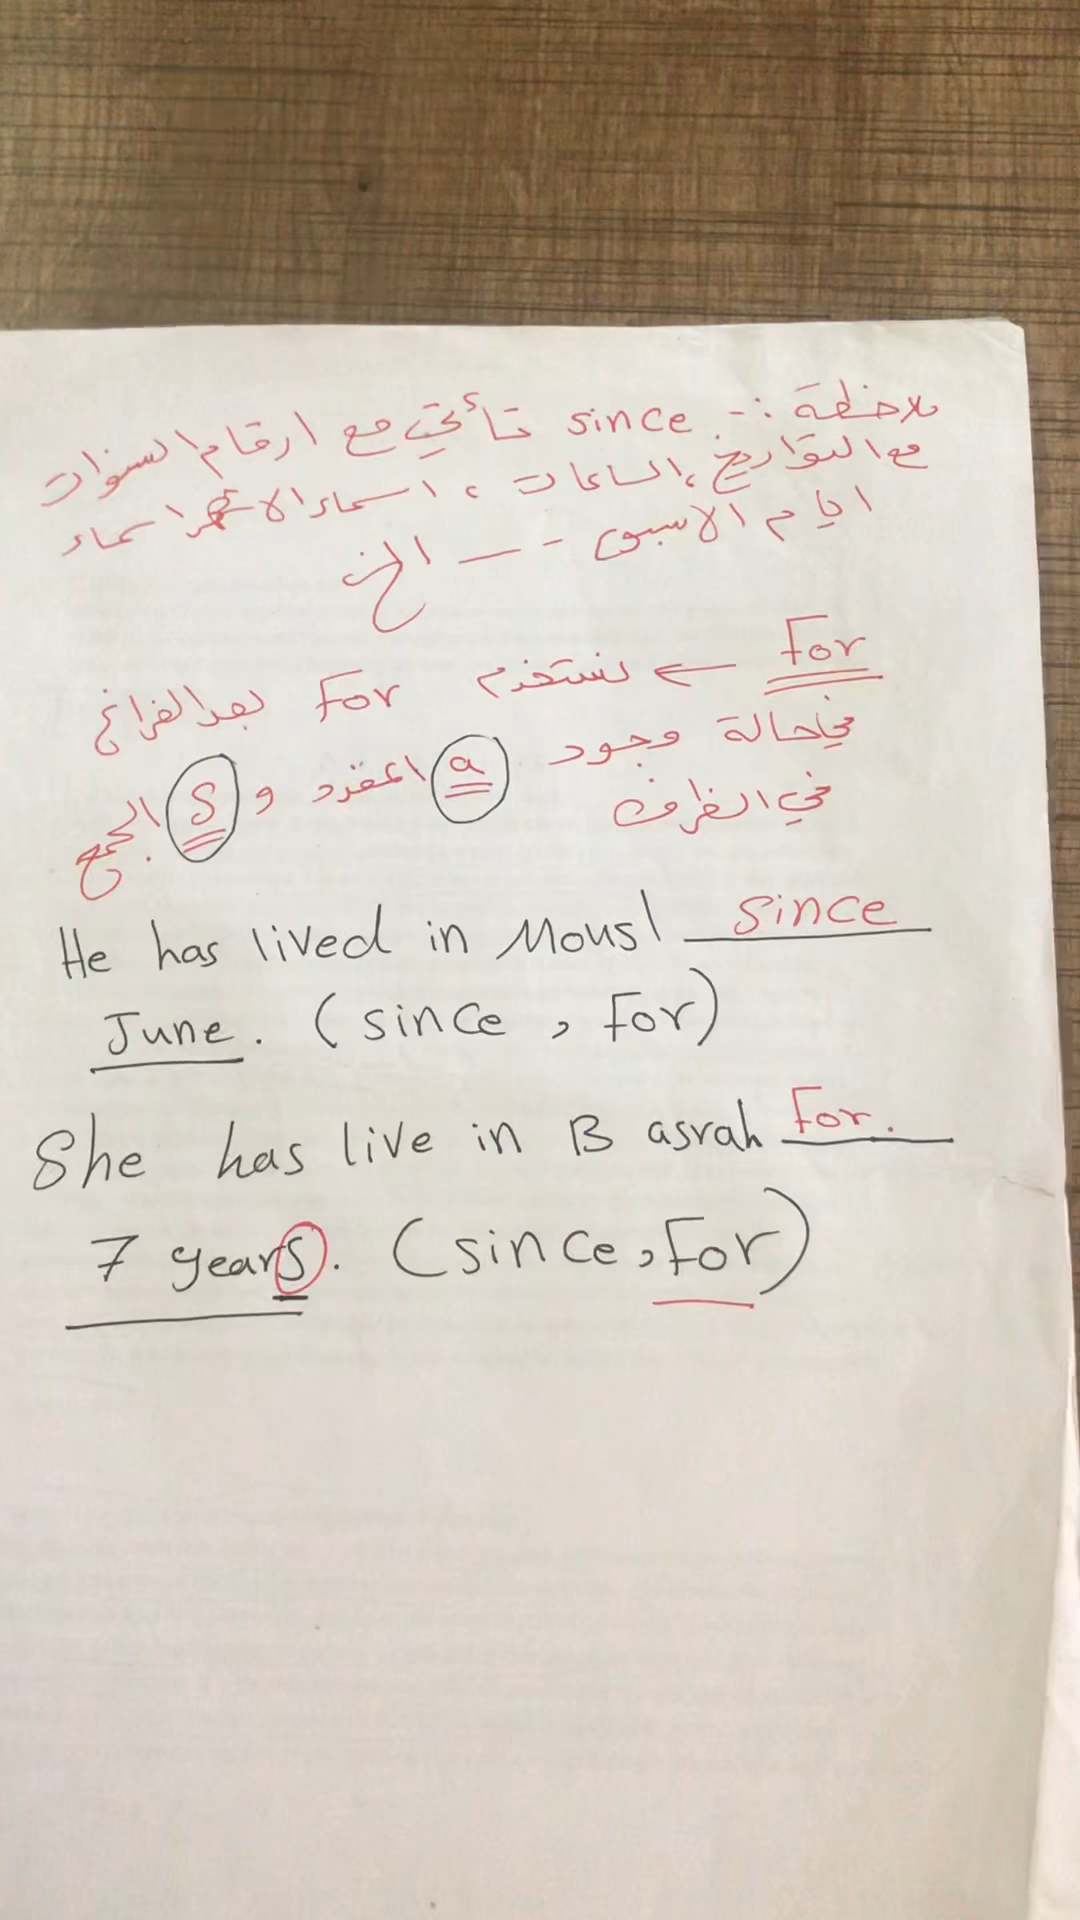 ملاحظة :- since تأتي مع ارقام السنوات
مع التواريخ ، الساعات ، اسماء الاشهر اسماء
ايام الاسبوع - - الخ
For ← نستخدم For بعد الفراغ
في حالة وجود a المفرد و S الجمع
في الظرف
He has lived in Mousl since
June. (since , For)
She has live in Basrah For.
7 years. (since, For)